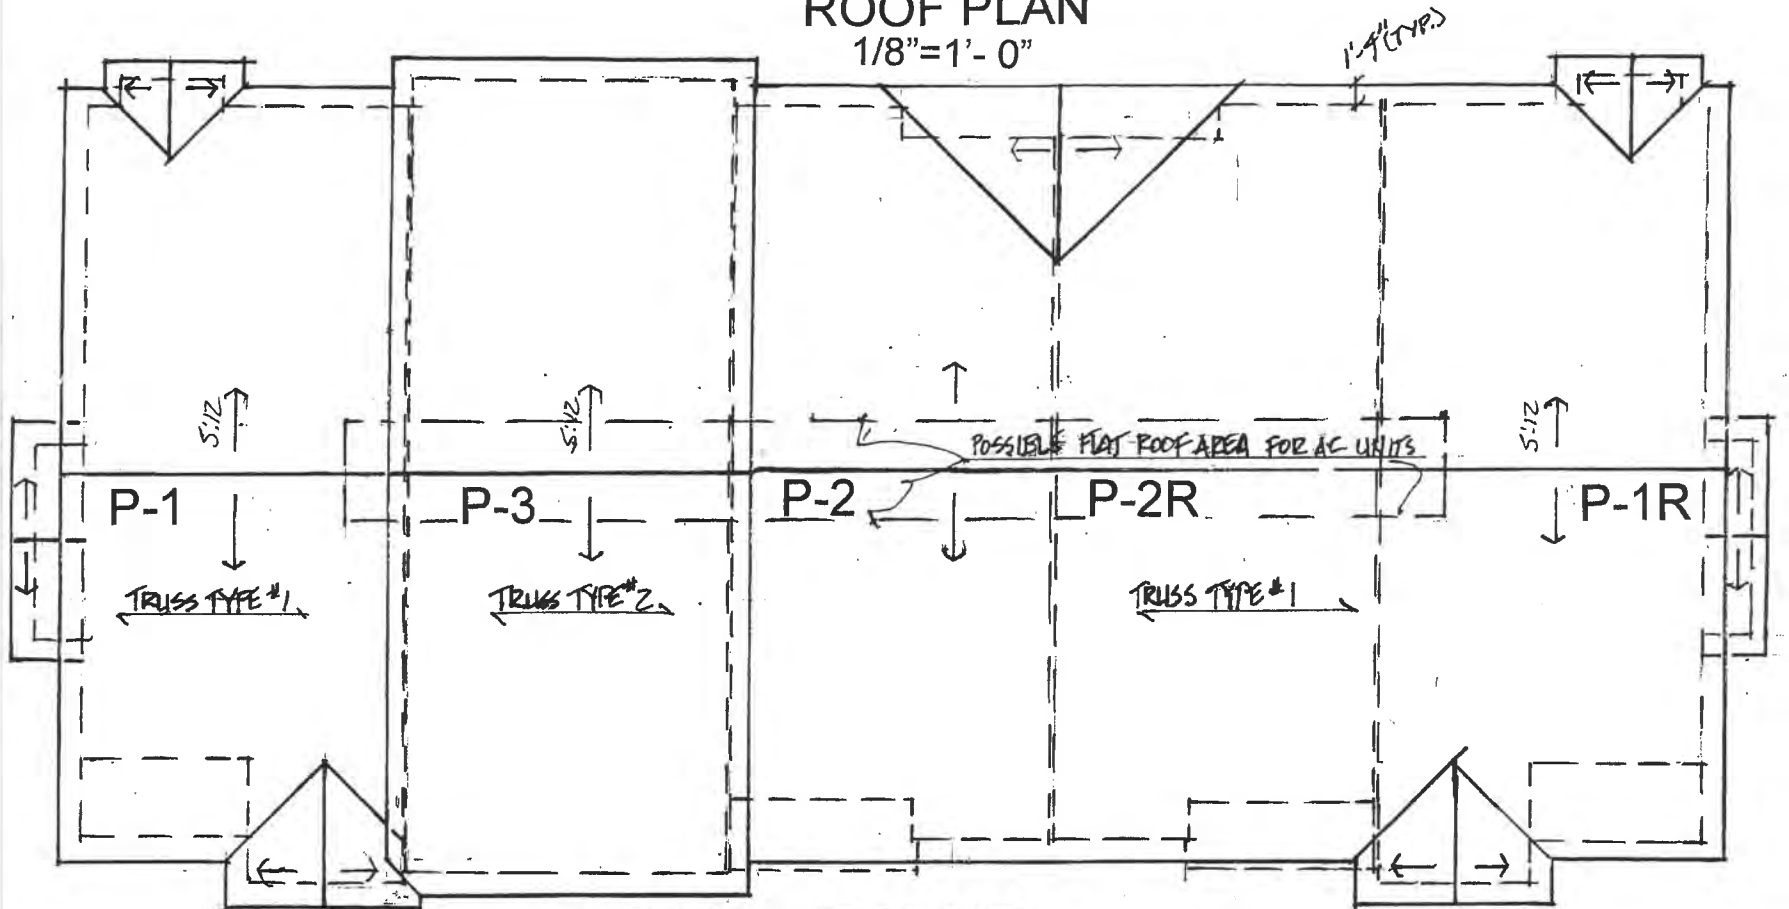 ROOF PLAN
1/8"=1'- 0"
1'-4" (TYP.)
5:12
5:12
5:12
POSSIBLE FLAT ROOF AREA FOR AC UNITS
P-1
P-3
P-2
P-2R
P-1R
TRUSS TYPE #1
TRUSS TYPE #2
TRUSS TYPE #1